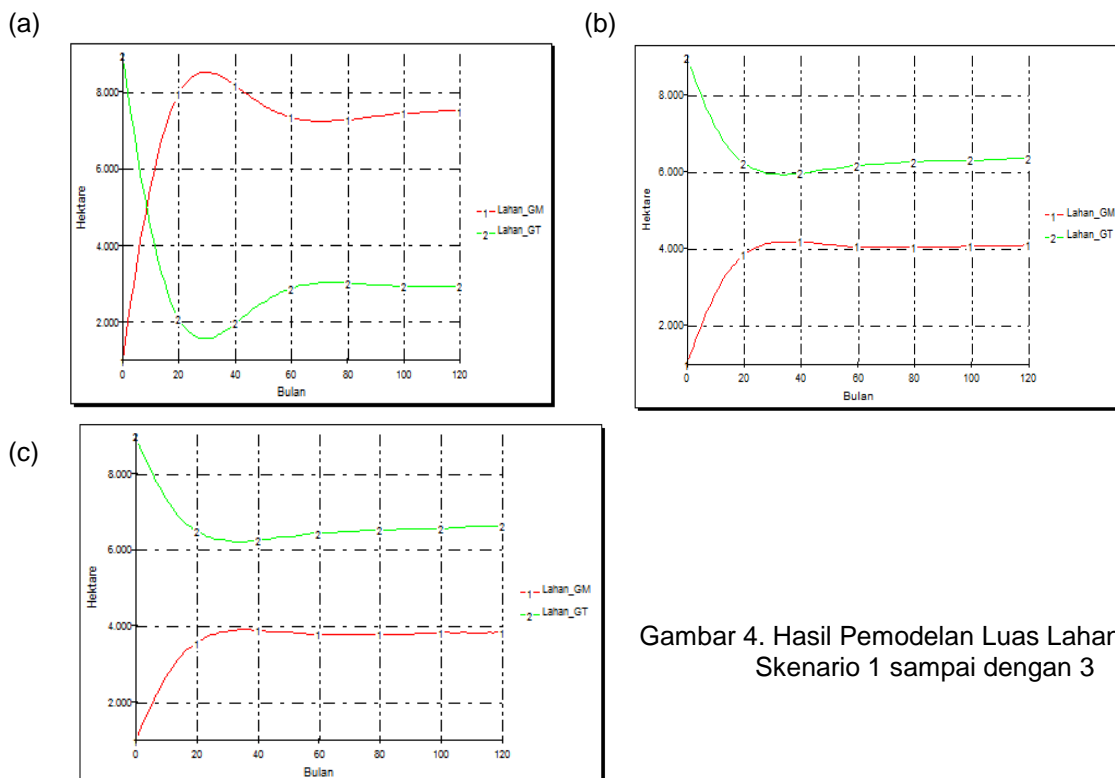 (a)
Hektare
8.000
6.000
4.000
2.000
0 20 40 60 80 100 120
Bulan
1 Lahan_GM
2 Lahan_GT
(b)
Hektare
8.000
6.000
4.000
2.000
0 20 40 60 80 100 120
Bulan
1 Lahan_GM
2 Lahan_GT
(c)
Hektare
8.000
6.000
4.000
2.000
0 20 40 60 80 100 120
Bulan
1 Lahan_GM
2 Lahan_GT
Gambar 4. Hasil Pemodelan Luas Lahan
Skenario 1 sampai dengan 3